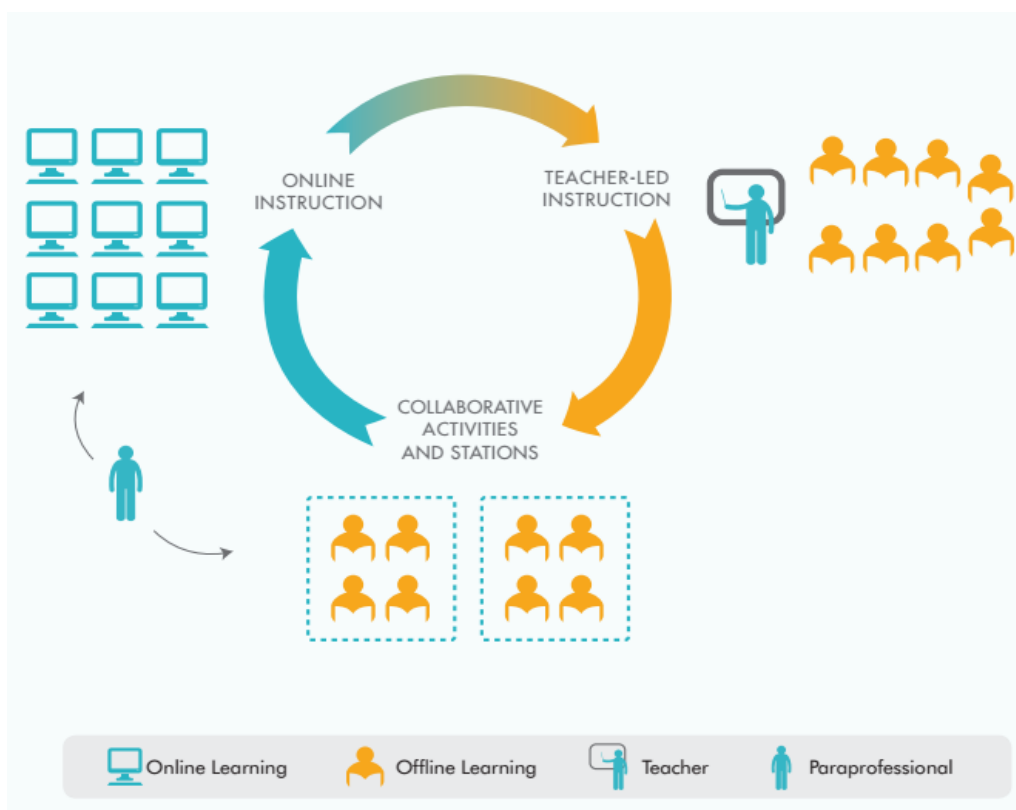 ONLINE
INSTRUCTION
TEACHER-LED
INSTRUCTION
COLLABORATIVE
ACTIVITIES
AND STATIONS
Online Learning
Offline Learning
Teacher
Paraprofessional